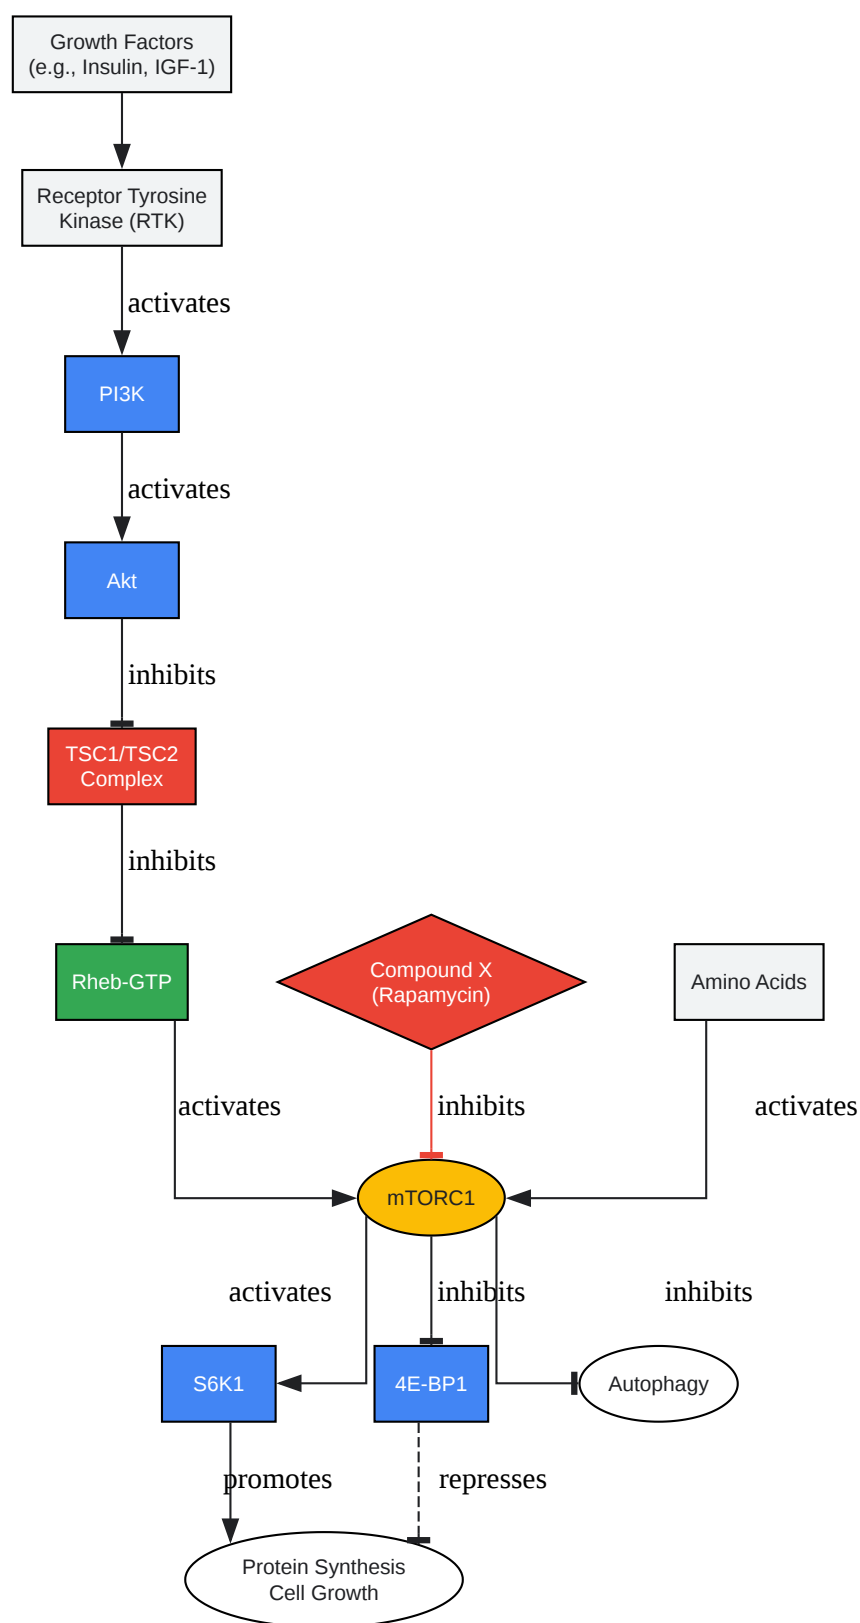 Growth Factors
(e.g., Insulin, IGF-1)
Receptor Tyrosine
Kinase (RTK)
activates
PI3K
activates
Akt
inhibits
TSC1/TSC2
Complex
inhibits
Rheb-GTP
Compound X
(Rapamycin)
Amino Acids
activates
inhibits
activates
mTORC1
activates
inhibits
inhibits
S6K1
4E-BP1
Autophagy
promotes
represses
Protein Synthesis
Cell Growth